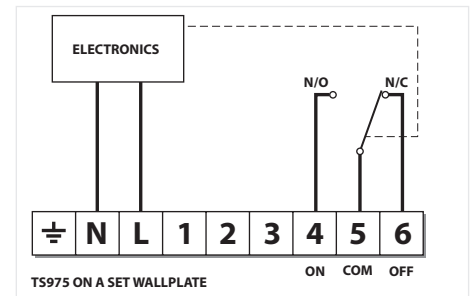 ELECTRONICS
N/O N/C
N L 1 2 3 4 5 6
ON COM OFF
TS975 ON A SET WALLPLATE